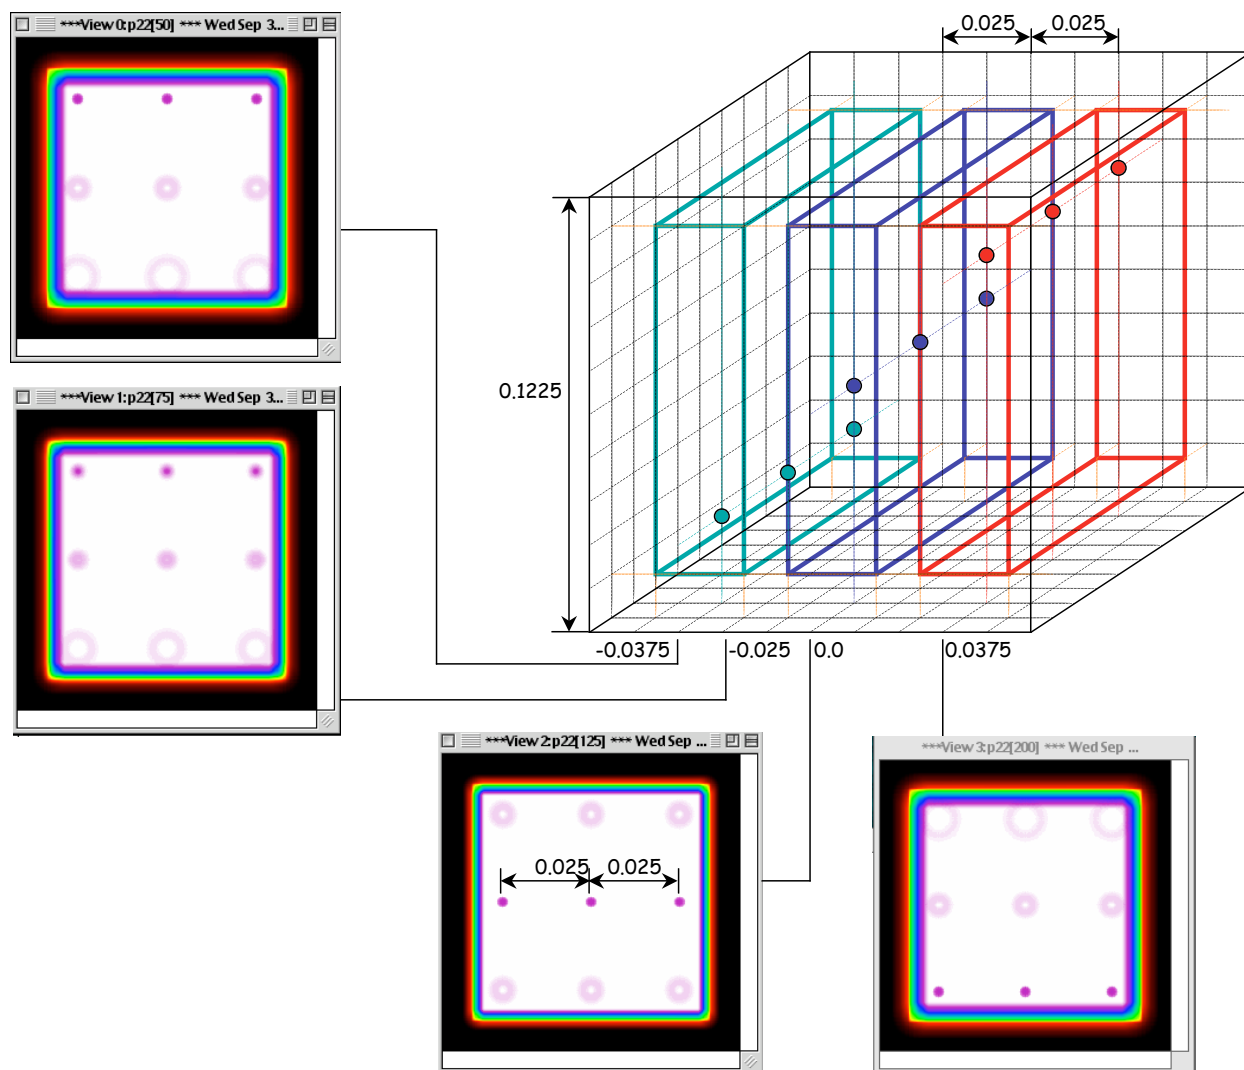 ***View 0:p22[50] *** Wed Sep 3...
0.025
0.025
***View 1:p22[75] *** Wed Sep 3...
0.1225
-0.0375
-0.025
0.0
0.0375
***View 2:p22[125] *** Wed Sep ...
***View 3:p22[200] *** Wed Sep ...
0.025
0.025